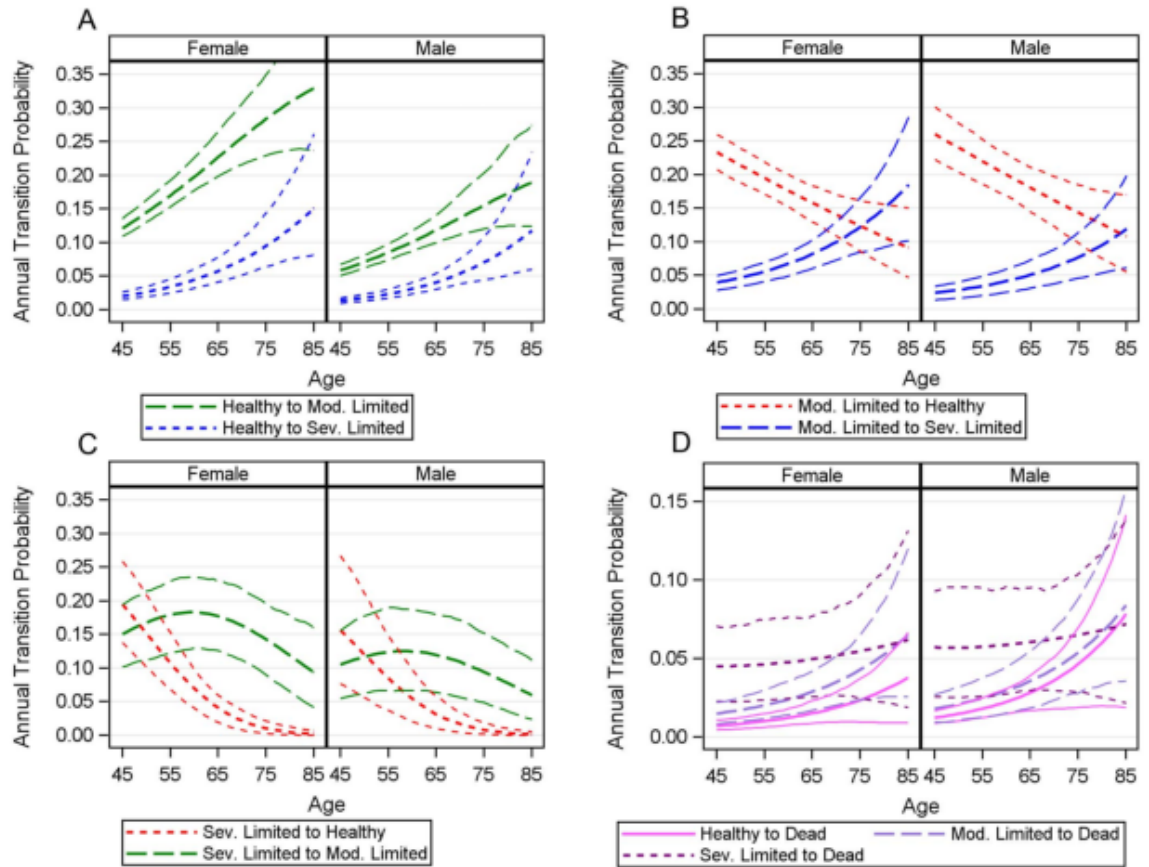 A
Female
Male
Annual Transition Probability
0.35
0.30
0.25
0.20
0.15
0.10
0.05
0.00
45
55
65
75
85
45
55
65
75
85
Age
Healthy to Mod. Limited
Healthy to Sev. Limited
B
Female
Male
Annual Transition Probability
0.35
0.30
0.25
0.20
0.15
0.10
0.05
0.00
45
55
65
75
85
45
55
65
75
85
Age
Mod. Limited to Healthy
Mod. Limited to Sev. Limited
C
Female
Male
Annual Transition Probability
0.35
0.30
0.25
0.20
0.15
0.10
0.05
0.00
45
55
65
75
85
45
55
65
75
85
Age
Sev. Limited to Healthy
Sev. Limited to Mod. Limited
D
Female
Male
Annual Transition Probability
0.15
0.10
0.05
0.00
45
55
65
75
85
45
55
65
75
85
Age
Healthy to Dead
Mod. Limited to Dead
Sev. Limited to Dead